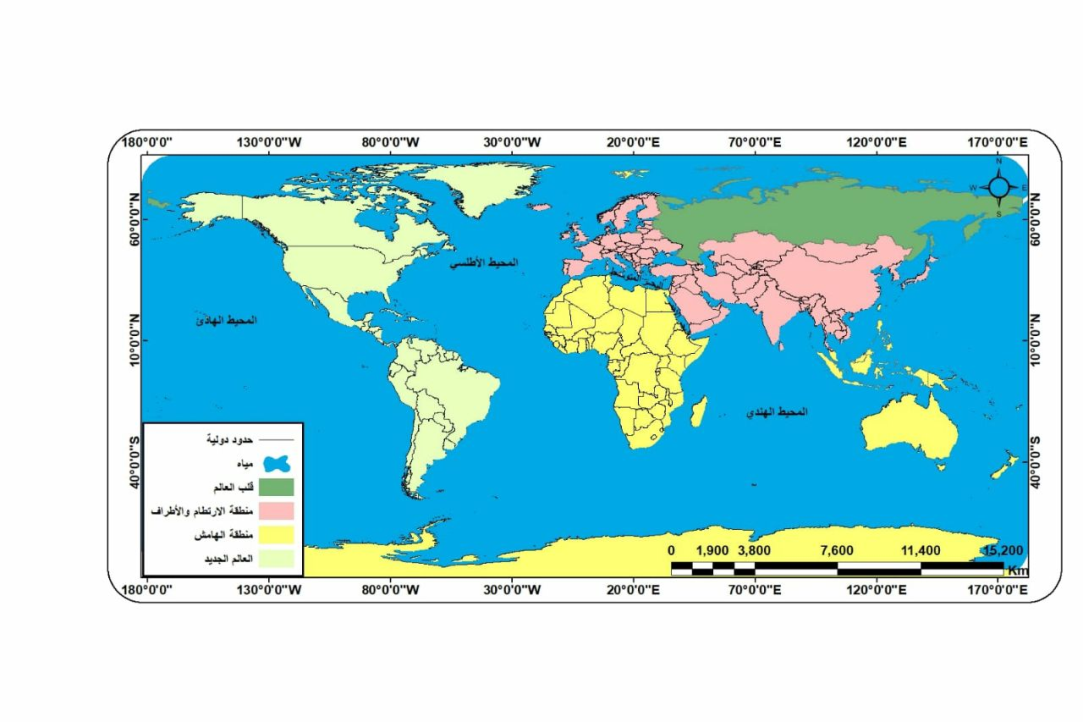 180°0'0" 130°0'0"W 80°0'0"W 30°0'0"W 20°0'0"E 70°0'0"E 120°0'0"E 170°0'0"E
N
W E
S
60°0'0"N
60°0'0"N
المحيط الأطلسي
المحيط الهادئ
10°0'0"N
10°0'0"N
المحيط الهندي
40°0'0"S
40°0'0"S
حدود دولية
مياه
قلب العالم
منطقة الارتطام والأطراف
منطقة الهامش
العالم الجديد
0 1,900 3,800 7,600 11,400 15,200
Km
180°0'0" 130°0'0"W 80°0'0"W 30°0'0"W 20°0'0"E 70°0'0"E 120°0'0"E 170°0'0"E